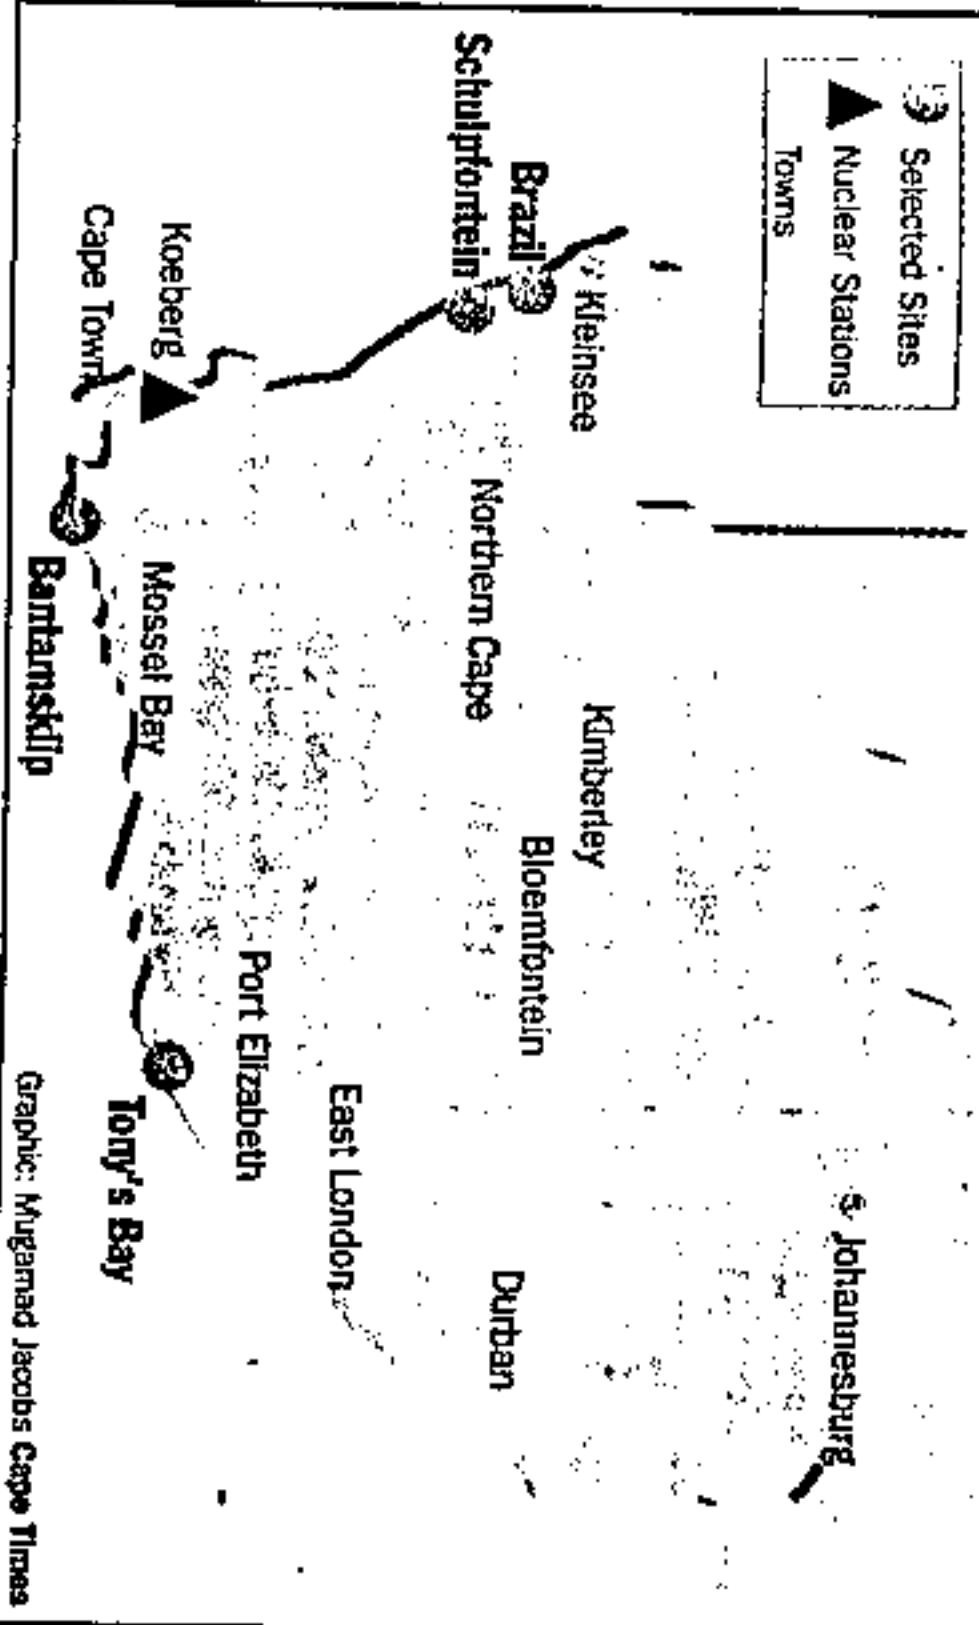 Selected Sites
Nuclear Stations
Towns
Johannesburg
Kleinsee
Kimberley
Brazil
Bloemfontein
Schulpfontein
Northern Cape
Durban
East London
Port Elizabeth
Koeberg
Mossel Bay
Tony's Bay
Cape Town
Bantamsklip
Graphic: Mugamad Jacobs Cape Times